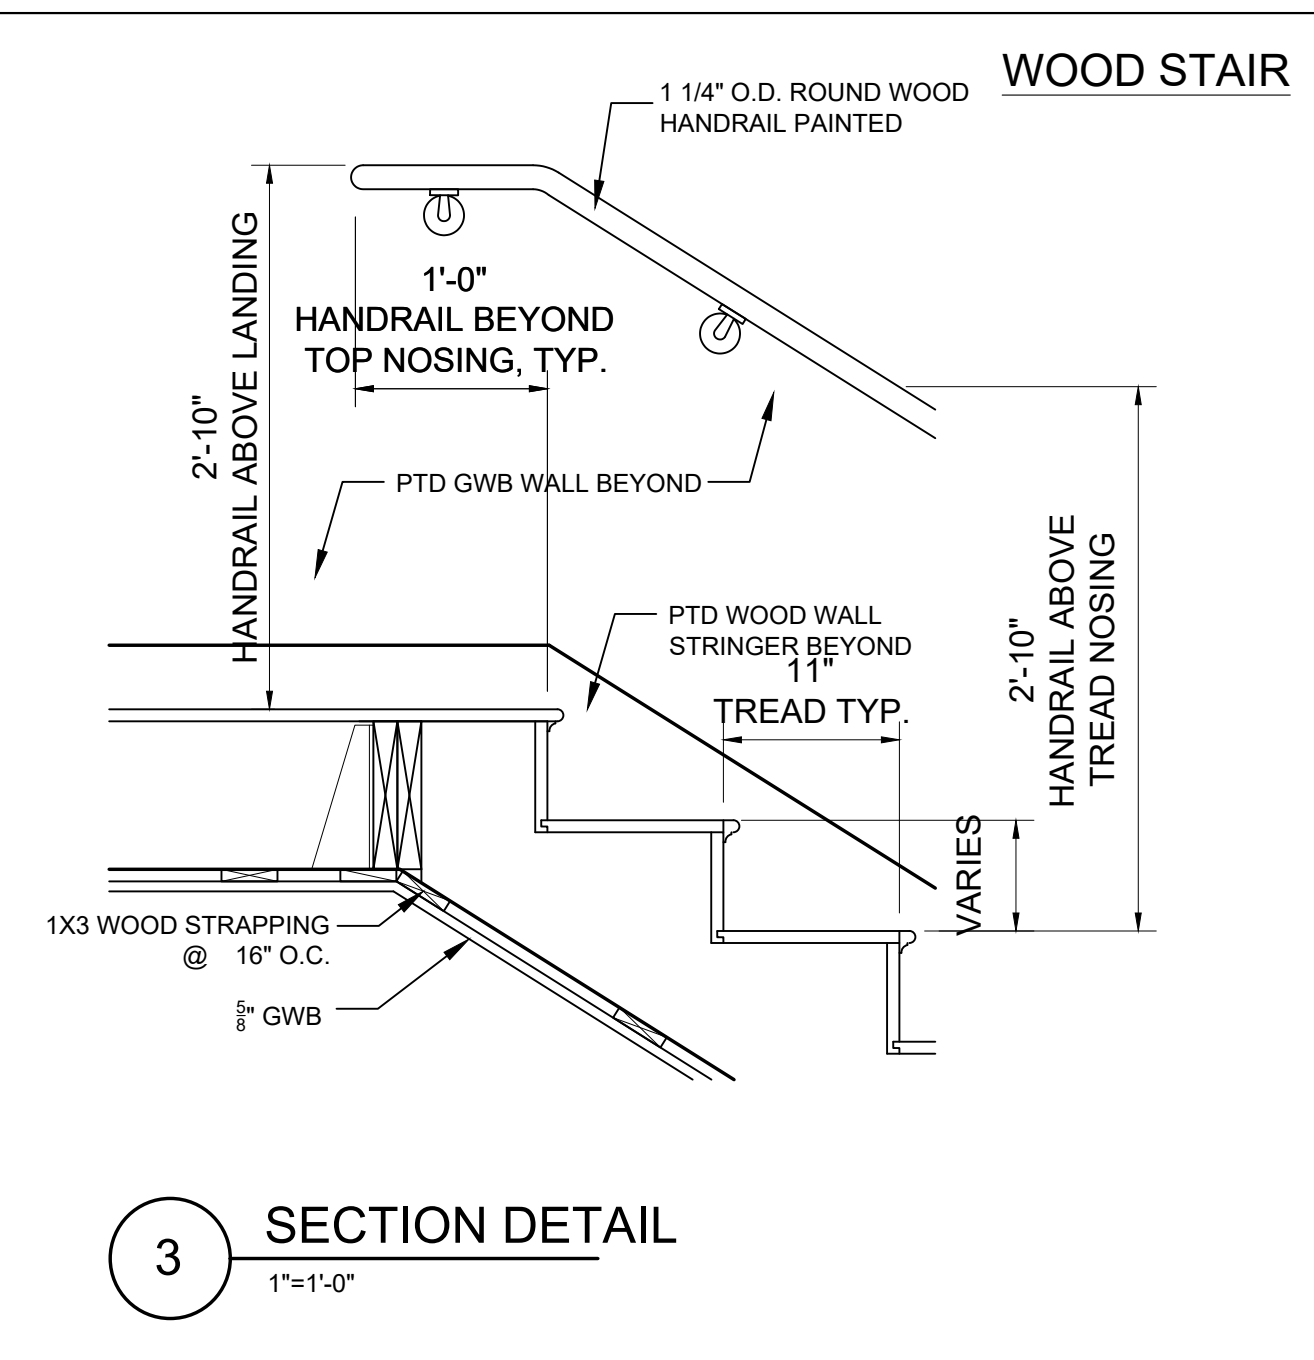 WOOD STAIR
1 1/4" O.D. ROUND WOOD
HANDRAIL PAINTED
2'-10"
HANDRAIL ABOVE LANDING
1'-0"
HANDRAIL BEYOND
TOP NOSING, TYP.
PTD GWB WALL BEYOND
PTD WOOD WALL
STRINGER BEYOND
11"
TREAD TYP.
2'-10"
HANDRAIL ABOVE
TREAD NOSING
VARIES
1X3 WOOD STRAPPING
@ 16" O.C.
5/8" GWB
3
SECTION DETAIL
1"=1'-0"